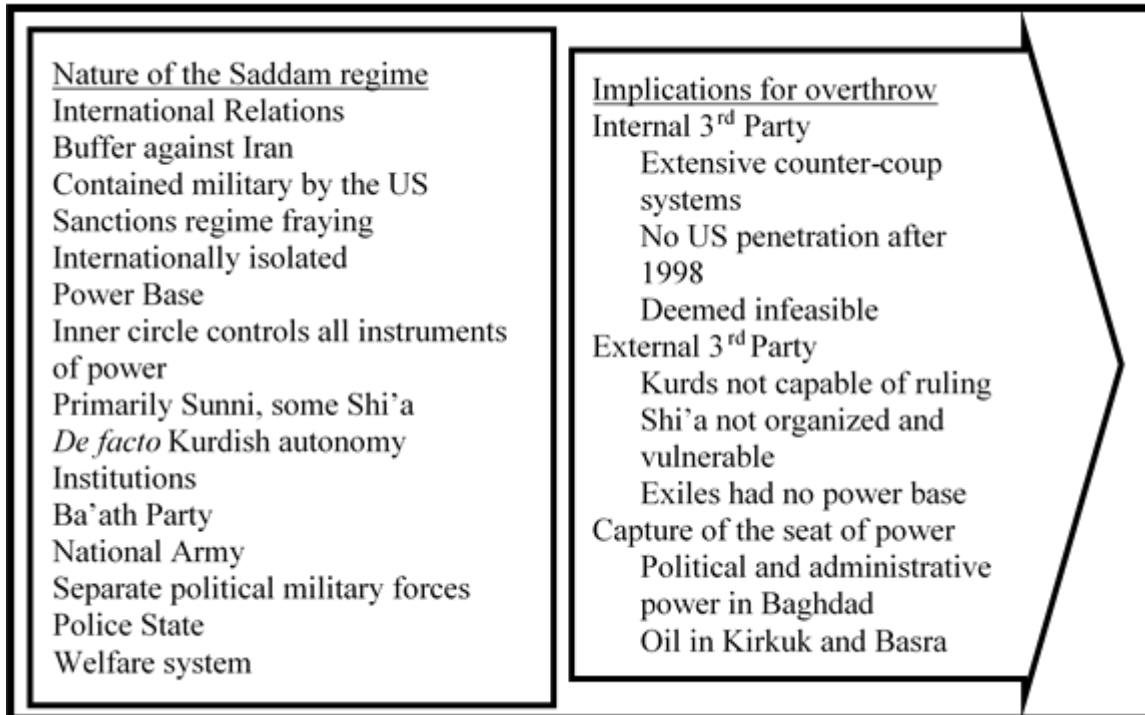 Nature of the Saddam regime
International Relations
Buffer against Iran
Contained military by the US
Sanctions regime fraying
Internationally isolated
Power Base
Inner circle controls all instruments
of power
Primarily Sunni, some Shi’a
De facto Kurdish autonomy
Institutions
Ba’ath Party
National Army
Separate political military forces
Police State
Welfare system
Implications for overthrow
Internal 3rd Party
Extensive counter-coup
systems
No US penetration after
1998
Deemed infeasible
External 3rd Party
Kurds not capable of ruling
Shi’a not organized and
vulnerable
Exiles had no power base
Capture of the seat of power
Political and administrative
power in Baghdad
Oil in Kirkuk and Basra